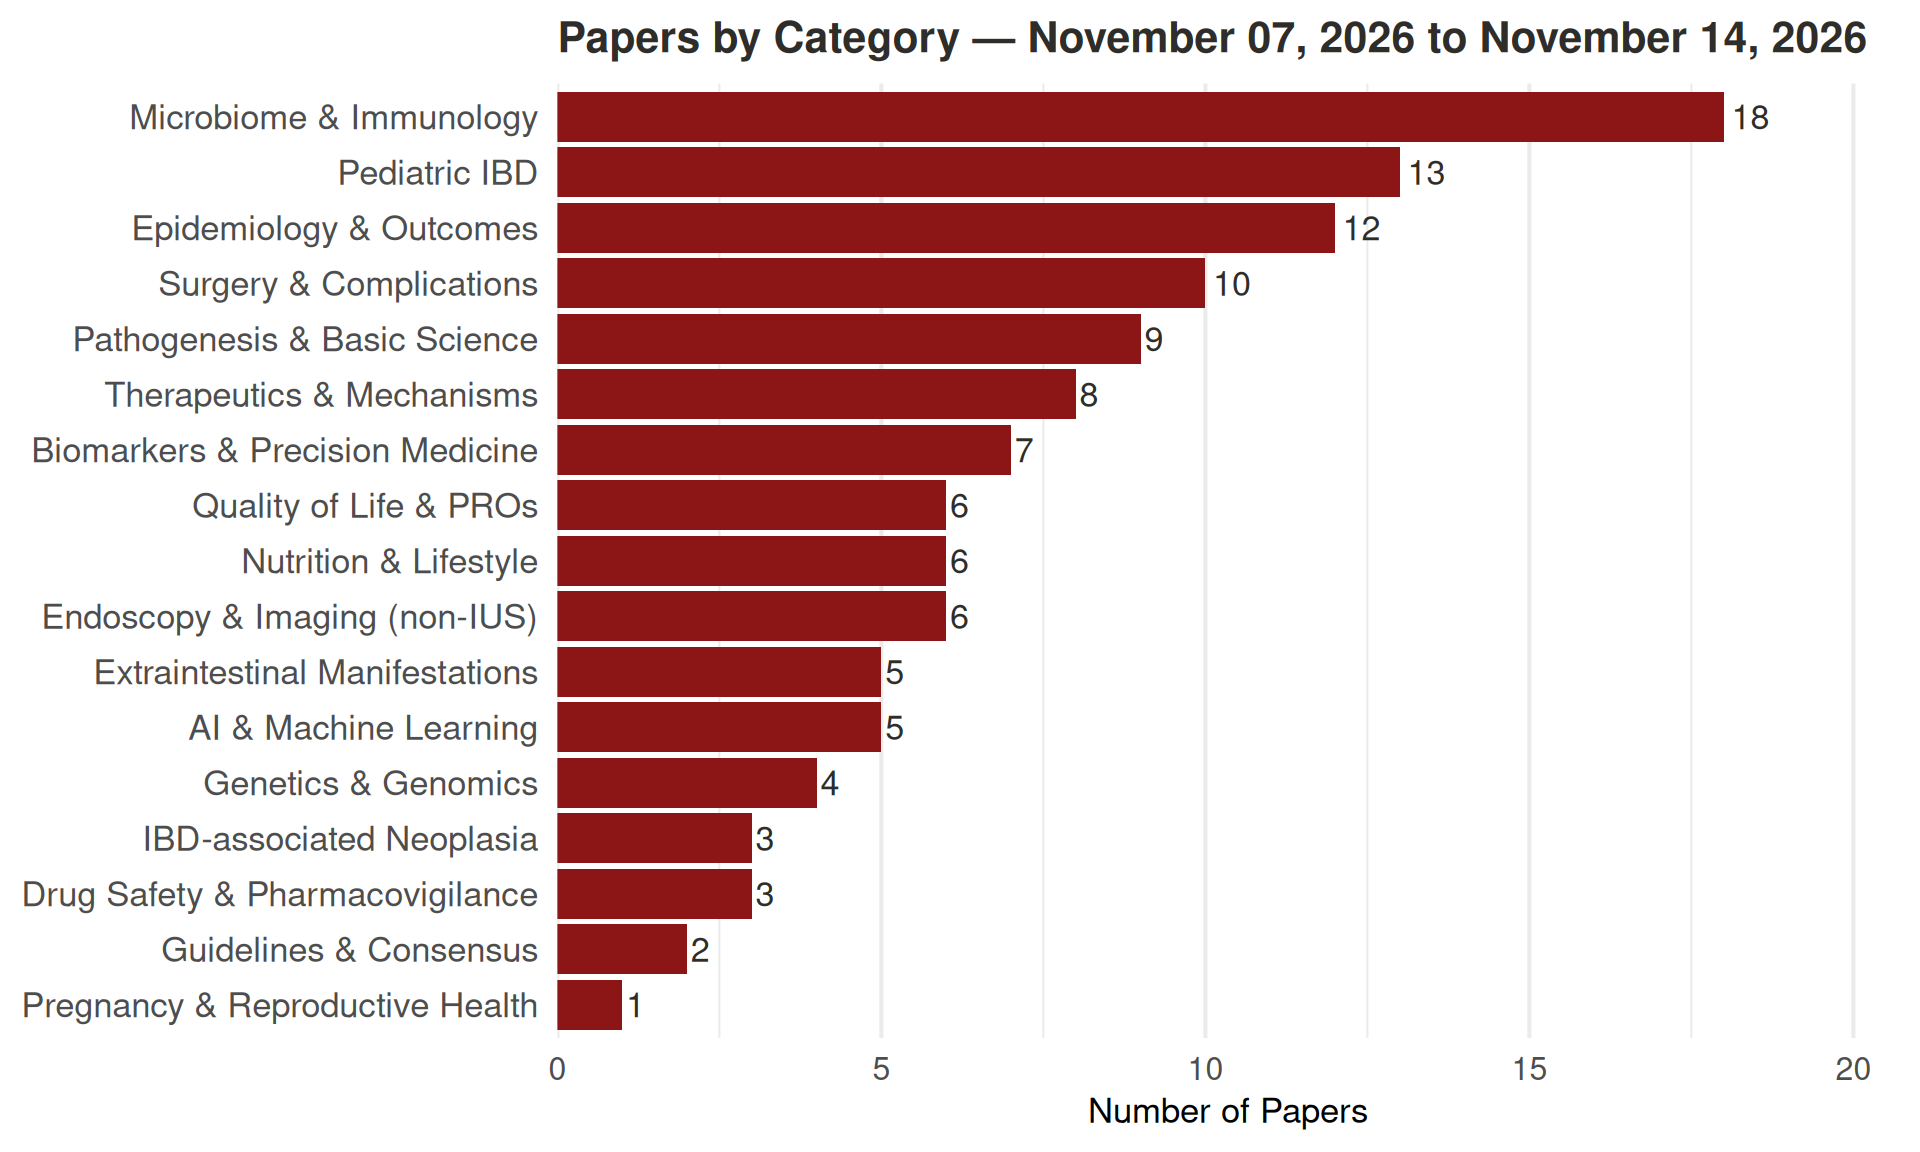 Papers by Category — November 07, 2026 to November 14, 2026
Microbiome & Immunology 18
Pediatric IBD 13
Epidemiology & Outcomes 12
Surgery & Complications 10
Pathogenesis & Basic Science 9
Therapeutics & Mechanisms 8
Biomarkers & Precision Medicine 7
Quality of Life & PROs 6
Nutrition & Lifestyle 6
Endoscopy & Imaging (non-IUS) 6
Extraintestinal Manifestations 5
AI & Machine Learning 5
Genetics & Genomics 4
IBD-associated Neoplasia 3
Drug Safety & Pharmacovigilance 3
Guidelines & Consensus 2
Pregnancy & Reproductive Health 1
0 5 10 15 20
Number of Papers